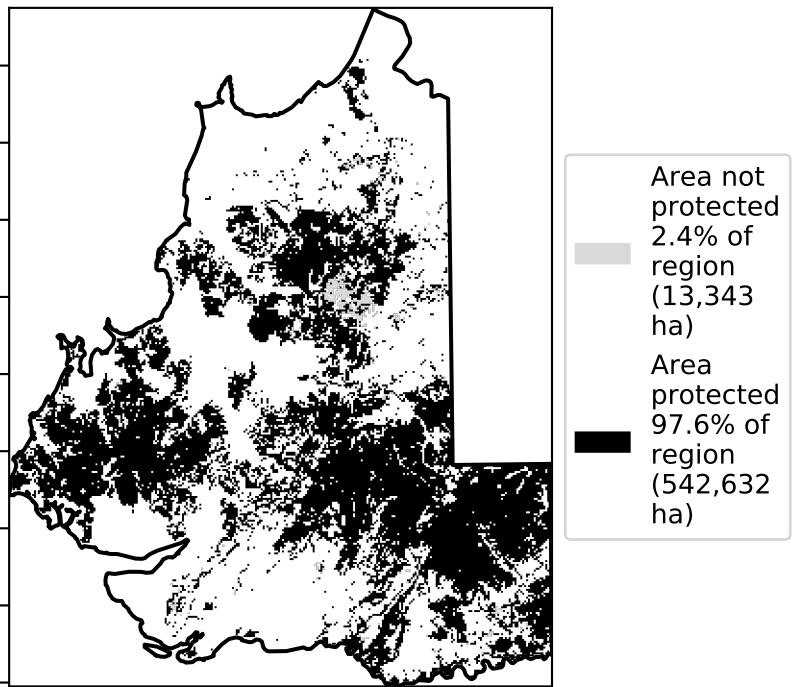 Area not
protected
2.4% of
region
(13,343
ha)
Area
protected
97.6% of
region
(542,632
ha)